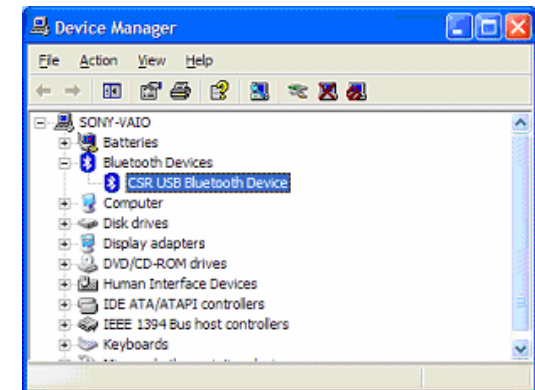 Device Manager
File Action View Help
SONY-VAIO
Batteries
Bluetooth Devices
CSR USB Bluetooth Device
Computer
Disk drives
Display adapters
DVD/CD-ROM drives
Human Interface Devices
IDE ATA/ATAPI controllers
IEEE 1394 Bus host controllers
Keyboards